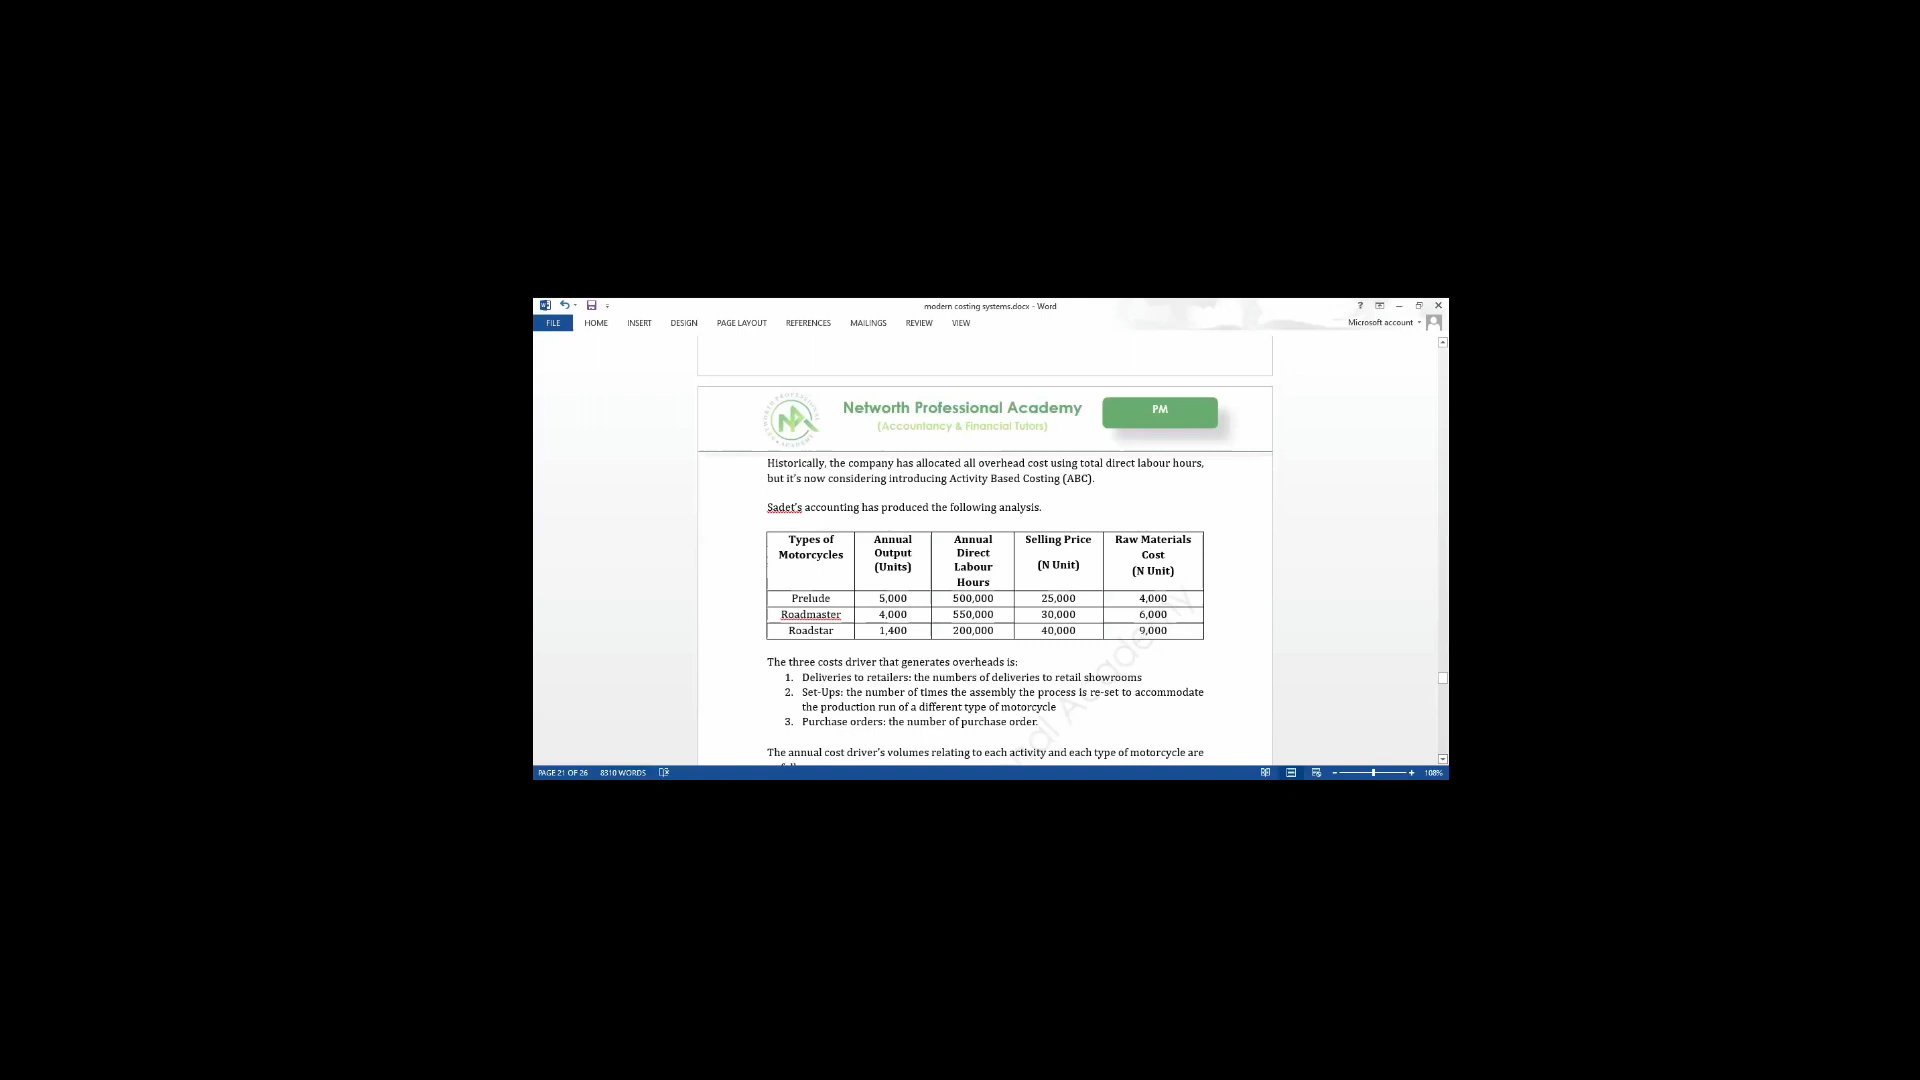 modern costing systems.docx - Word
?
FILE HOME INSERT DESIGN PAGE LAYOUT REFERENCES MAILINGS REVIEW VIEW Microsoft account
NETWORTH PROFESSIONAL ACADEMY
Networth Professional Academy
(Accountancy & Financial Tutors)
PM
Historically, the company has allocated all overhead cost using total direct labour hours,
but it's now considering introducing Activity Based Costing (ABC).
Sadet's accounting has produced the following analysis.
Types of Motorcycles Annual Output (Units) Annual Direct Labour Hours Selling Price (N Unit) Raw Materials Cost (N Unit)
Prelude 5,000 500,000 25,000 4,000
Roadmaster 4,000 550,000 30,000 6,000
Roadstar 1,400 200,000 40,000 9,000
The three costs driver that generates overheads is:
1. Deliveries to retailers: the numbers of deliveries to retail showrooms
2. Set-Ups: the number of times the assembly the process is re-set to accommodate
the production run of a different type of motorcycle
3. Purchase orders: the number of purchase order.
The annual cost driver's volumes relating to each activity and each type of motorcycle are
PAGE 21 OF 26 8310 WORDS 108%